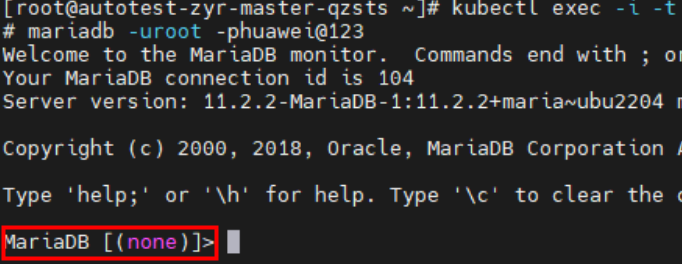 [root@autotest-zyr-master-qzsts ~]# kubectl exec -i -t
# mariadb -uroot -phuawei@123
Welcome to the MariaDB monitor.  Commands end with ; or
Your MariaDB connection id is 104
Server version: 11.2.2-MariaDB-1:11.2.2+maria~ubu2204
Copyright (c) 2000, 2018, Oracle, MariaDB Corporation
Type 'help;' or '\h' for help. Type '\c' to clear the
MariaDB [(none)]>